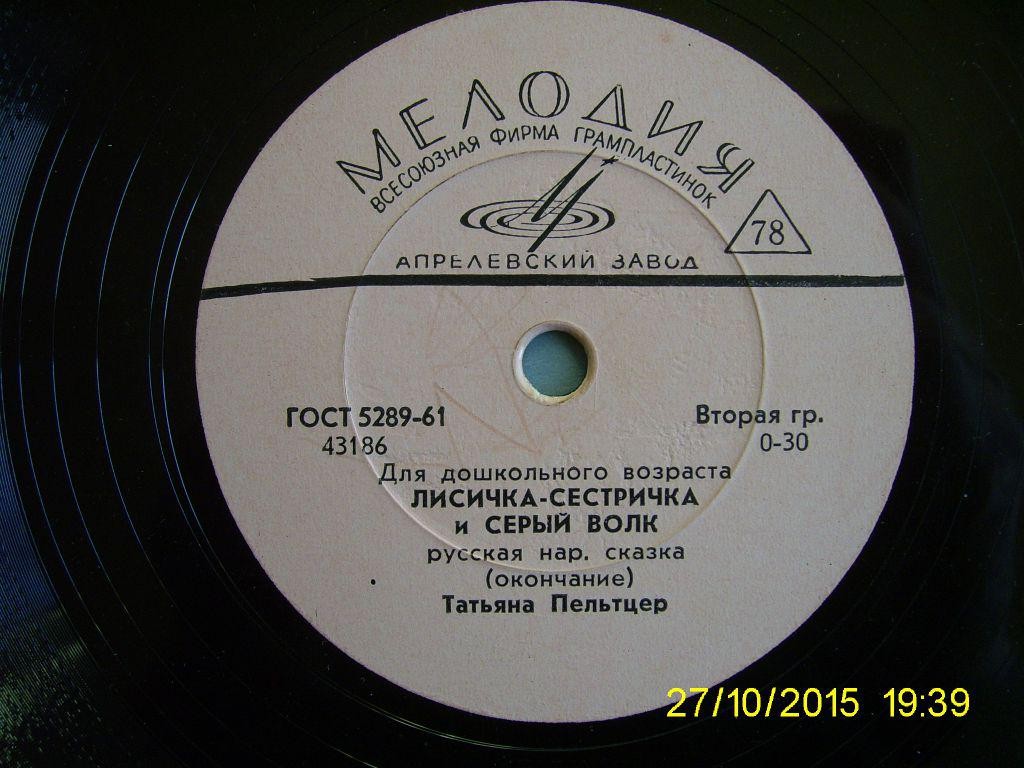 МЕЛОДИЯ
ВСЕСОЮЗНАЯ ФИРМА ГРАМПЛАСТИНОК
78
АПРЕЛЕВСКИЙ ЗАВОД
ГОСТ 5289-61
43186
Вторая гр.
0-30
Для дошкольного возраста
ЛИСИЧКА-СЕСТРИЧКА
и СЕРЫЙ ВОЛК
русская нар. сказка
(окончание)
Татьяна Пельтцер
27/10/2015 19:39